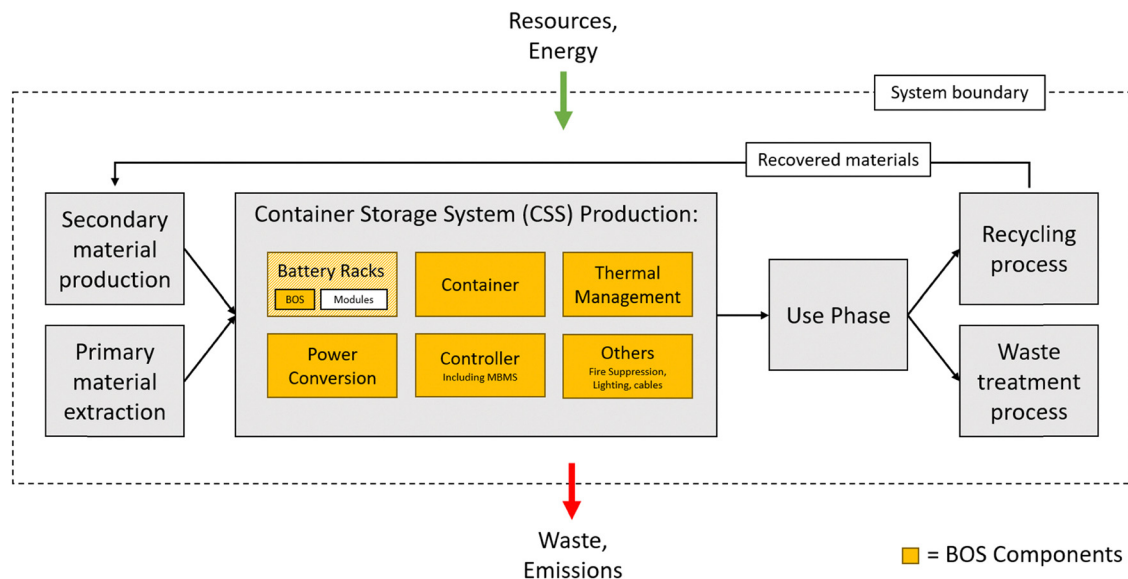 Resources,
Energy
System boundary
Recovered materials
Secondary
material
production
Container Storage System (CSS) Production:
Battery Racks
BOS
Modules
Container
Thermal
Management
Power
Conversion
Controller
Including MBMS
Others
Fire Suppression,
Lighting, cables
Primary
material
extraction
Use Phase
Recycling
process
Waste
treatment
process
Waste,
Emissions
= BOS Components